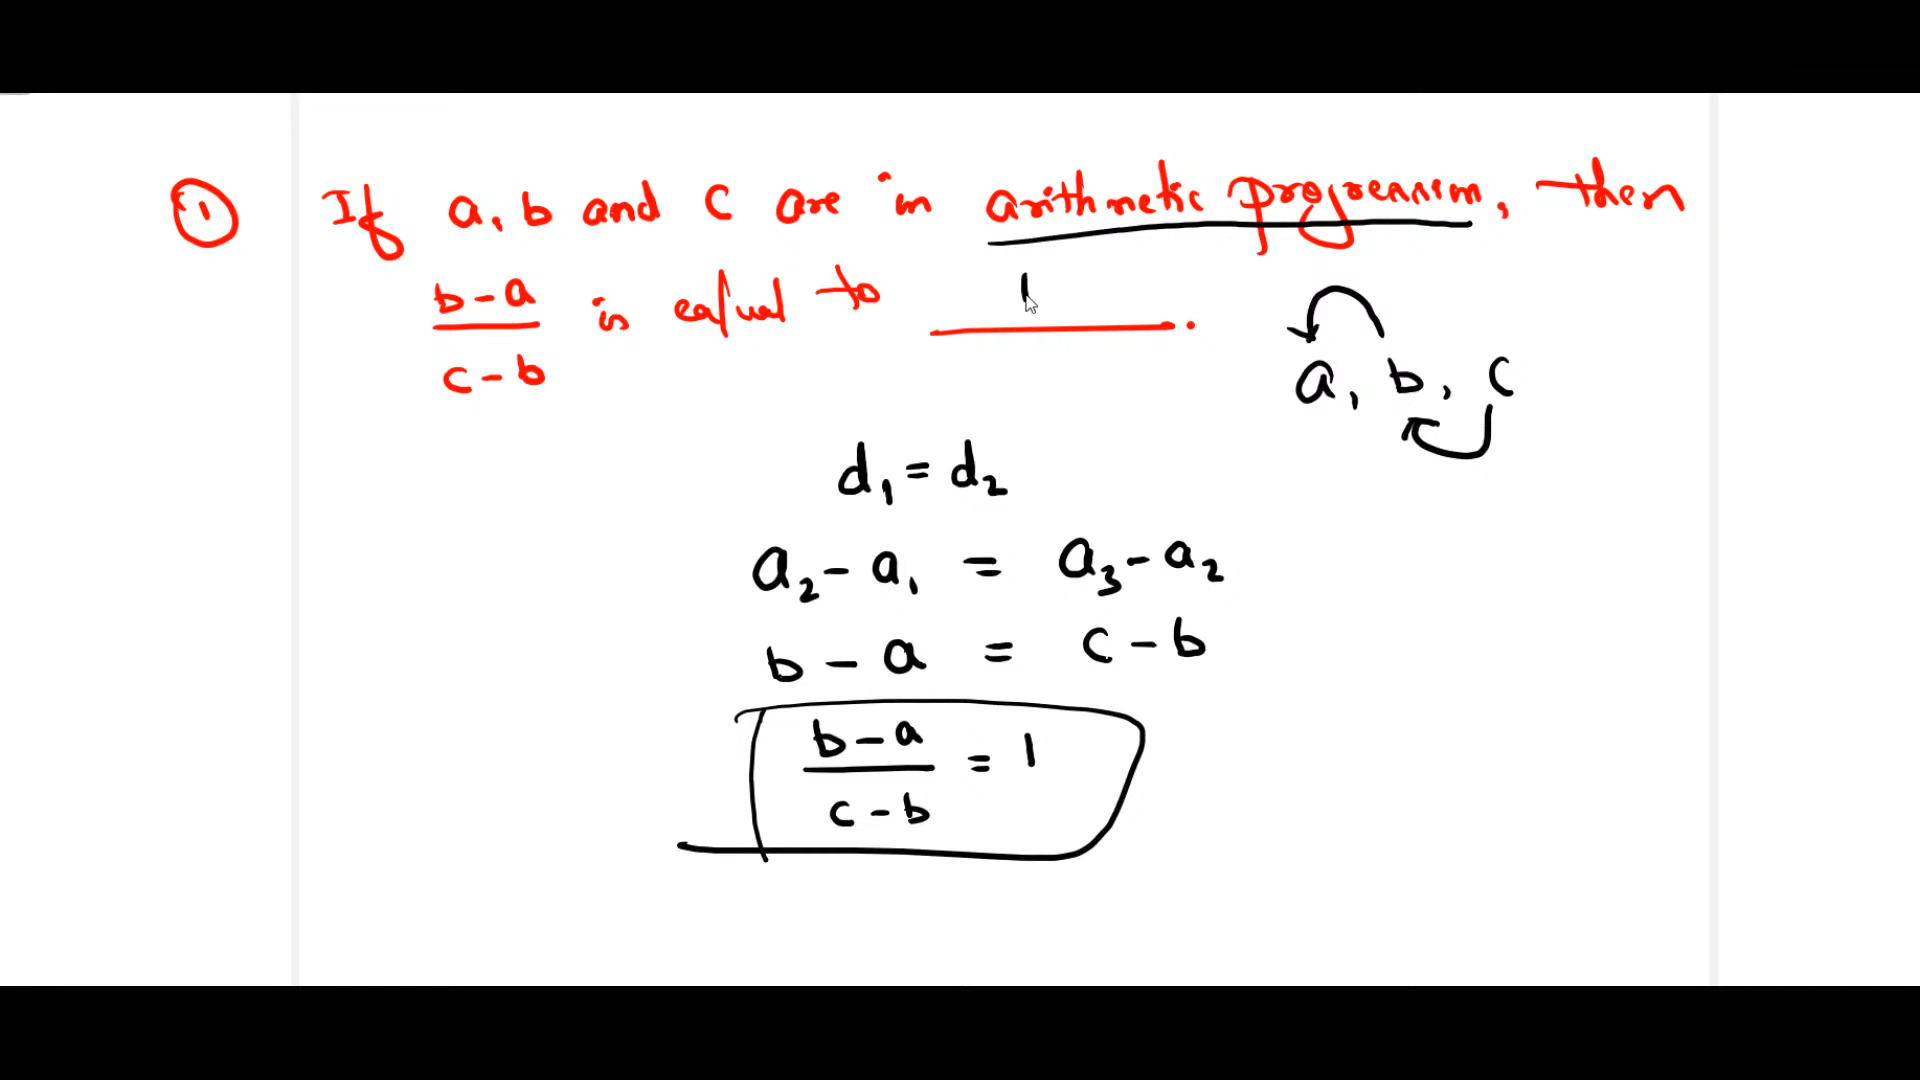 ① If a, b and c are in arithmetic progression, then
b-a / c-b is equal to 1.
a, b, c
d₁ = d₂
a₂ - a₁ = a₃ - a₂
b - a = c - b
b-a / c-b = 1